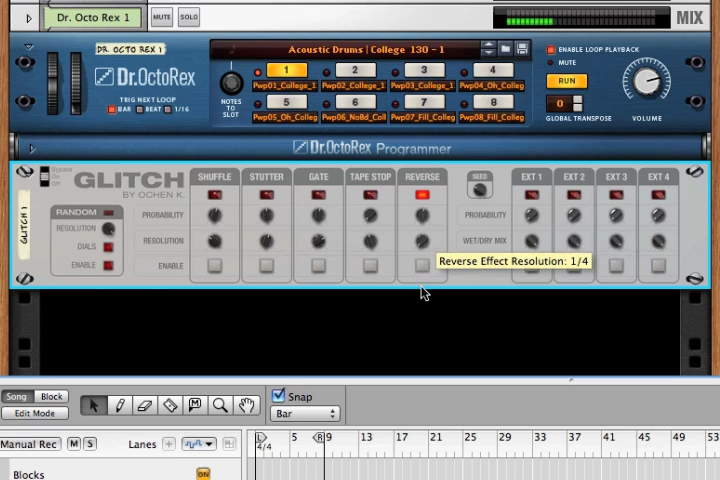 Dr. Octo Rex 1
MUTE
SOLO
MIX
DR. OCTO REX 1
Dr.OctoRex
TRIG NEXT LOOP
BAR
BEAT
1/16
NOTES
TO
SLOT
Acoustic Drums | College 130 - 1
1
2
3
4
Pwp01_College_1
Pwp02_College_1
Pwp03_College_1
Pwp04_Oh_Colleg
5
6
7
8
Pwp05_Oh_Colleg
Pwp06_NoBd_Coll
Pwp07_Fill_Colleg
Pwp08_Fill_Colleg
ENABLE LOOP PLAYBACK
MUTE
RUN
0
GLOBAL TRANSPOSE
VOLUME
Dr.OctoRex Programmer
Bypass
On
Off
GLITCH
BY OCHEN K.
GLITCH 1
RANDOM
RESOLUTION
DIALS
ENABLE
SHUFFLE
STUTTER
GATE
TAPE STOP
REVERSE
SEED
EXT 1
EXT 2
EXT 3
EXT 4
PROBABILITY
PROBABILITY
RESOLUTION
WET/DRY MIX
ENABLE
Reverse Effect Resolution: 1/4
Song
Block
Edit Mode
M
Snap
Bar
Manual Rec
M
S
Lanes
L
R
4/4
5
9
13
17
21
25
29
33
37
41
45
49
53
Blocks
ON